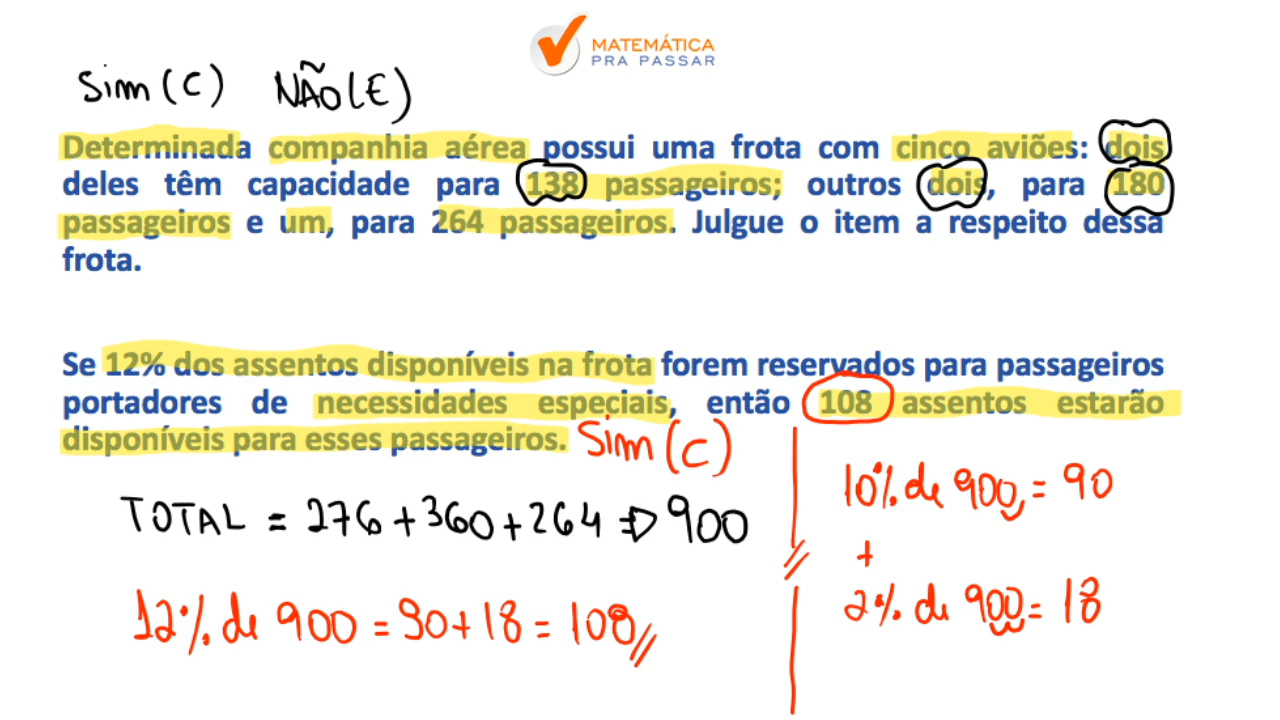 MATEMÁTICA
PRA PASSAR
Sim (C) NÃO (E)
Determinada companhia aérea possui uma frota com cinco aviões: dois
deles têm capacidade para 138 passageiros; outros dois, para 180
passageiros e um, para 264 passageiros. Julgue o item a respeito dessa
frota.
Se 12% dos assentos disponíveis na frota forem reservados para passageiros
portadores de necessidades especiais, então 108 assentos estarão
disponíveis para esses passageiros. Sim (C)
TOTAL = 276 + 360 + 264 => 900
12% de 900 = 90 + 18 = 108//
10% de 900 = 90
+
2% de 900 = 18